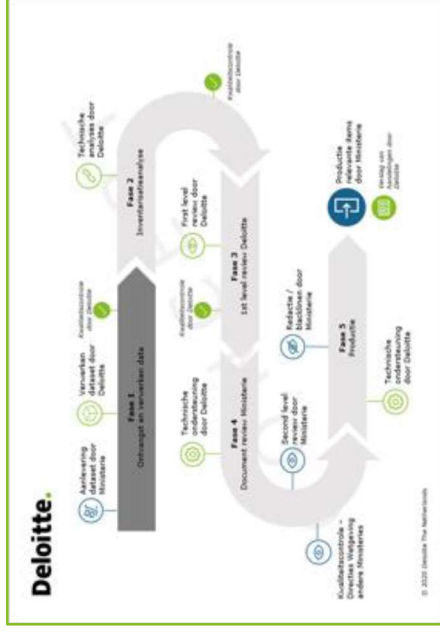 Deloitte.
Aanlevering
dataset door
Ministerie
Verwerken
dataset door
Deloitte
Kwaliteitscontrole
door Deloitte
Technische
analyses door
Deloitte
Fase 1
Ontvangst en verwerken data
Fase 2
Inventarisatieanalyse
Kwaliteitscontrole
door Deloitte
Technische
ondersteuning
door Deloitte
Kwaliteitscontrole
door Deloitte
First level
review door
Deloitte
Fase 4
Document review Ministerie
Fase 3
1st level review Deloitte
Second level
review door
Ministerie
Redactie /
blacklinen door
Ministerie
Productie
relevante items
door Ministerie
Verslag van
handelingen door
Deloitte
Kwaliteitscontrole –
Directies Wetgeving
andere Ministeries
Fase 5
Productie
Technische
ondersteuning
door Deloitte
© 2020 Deloitte The Netherlands